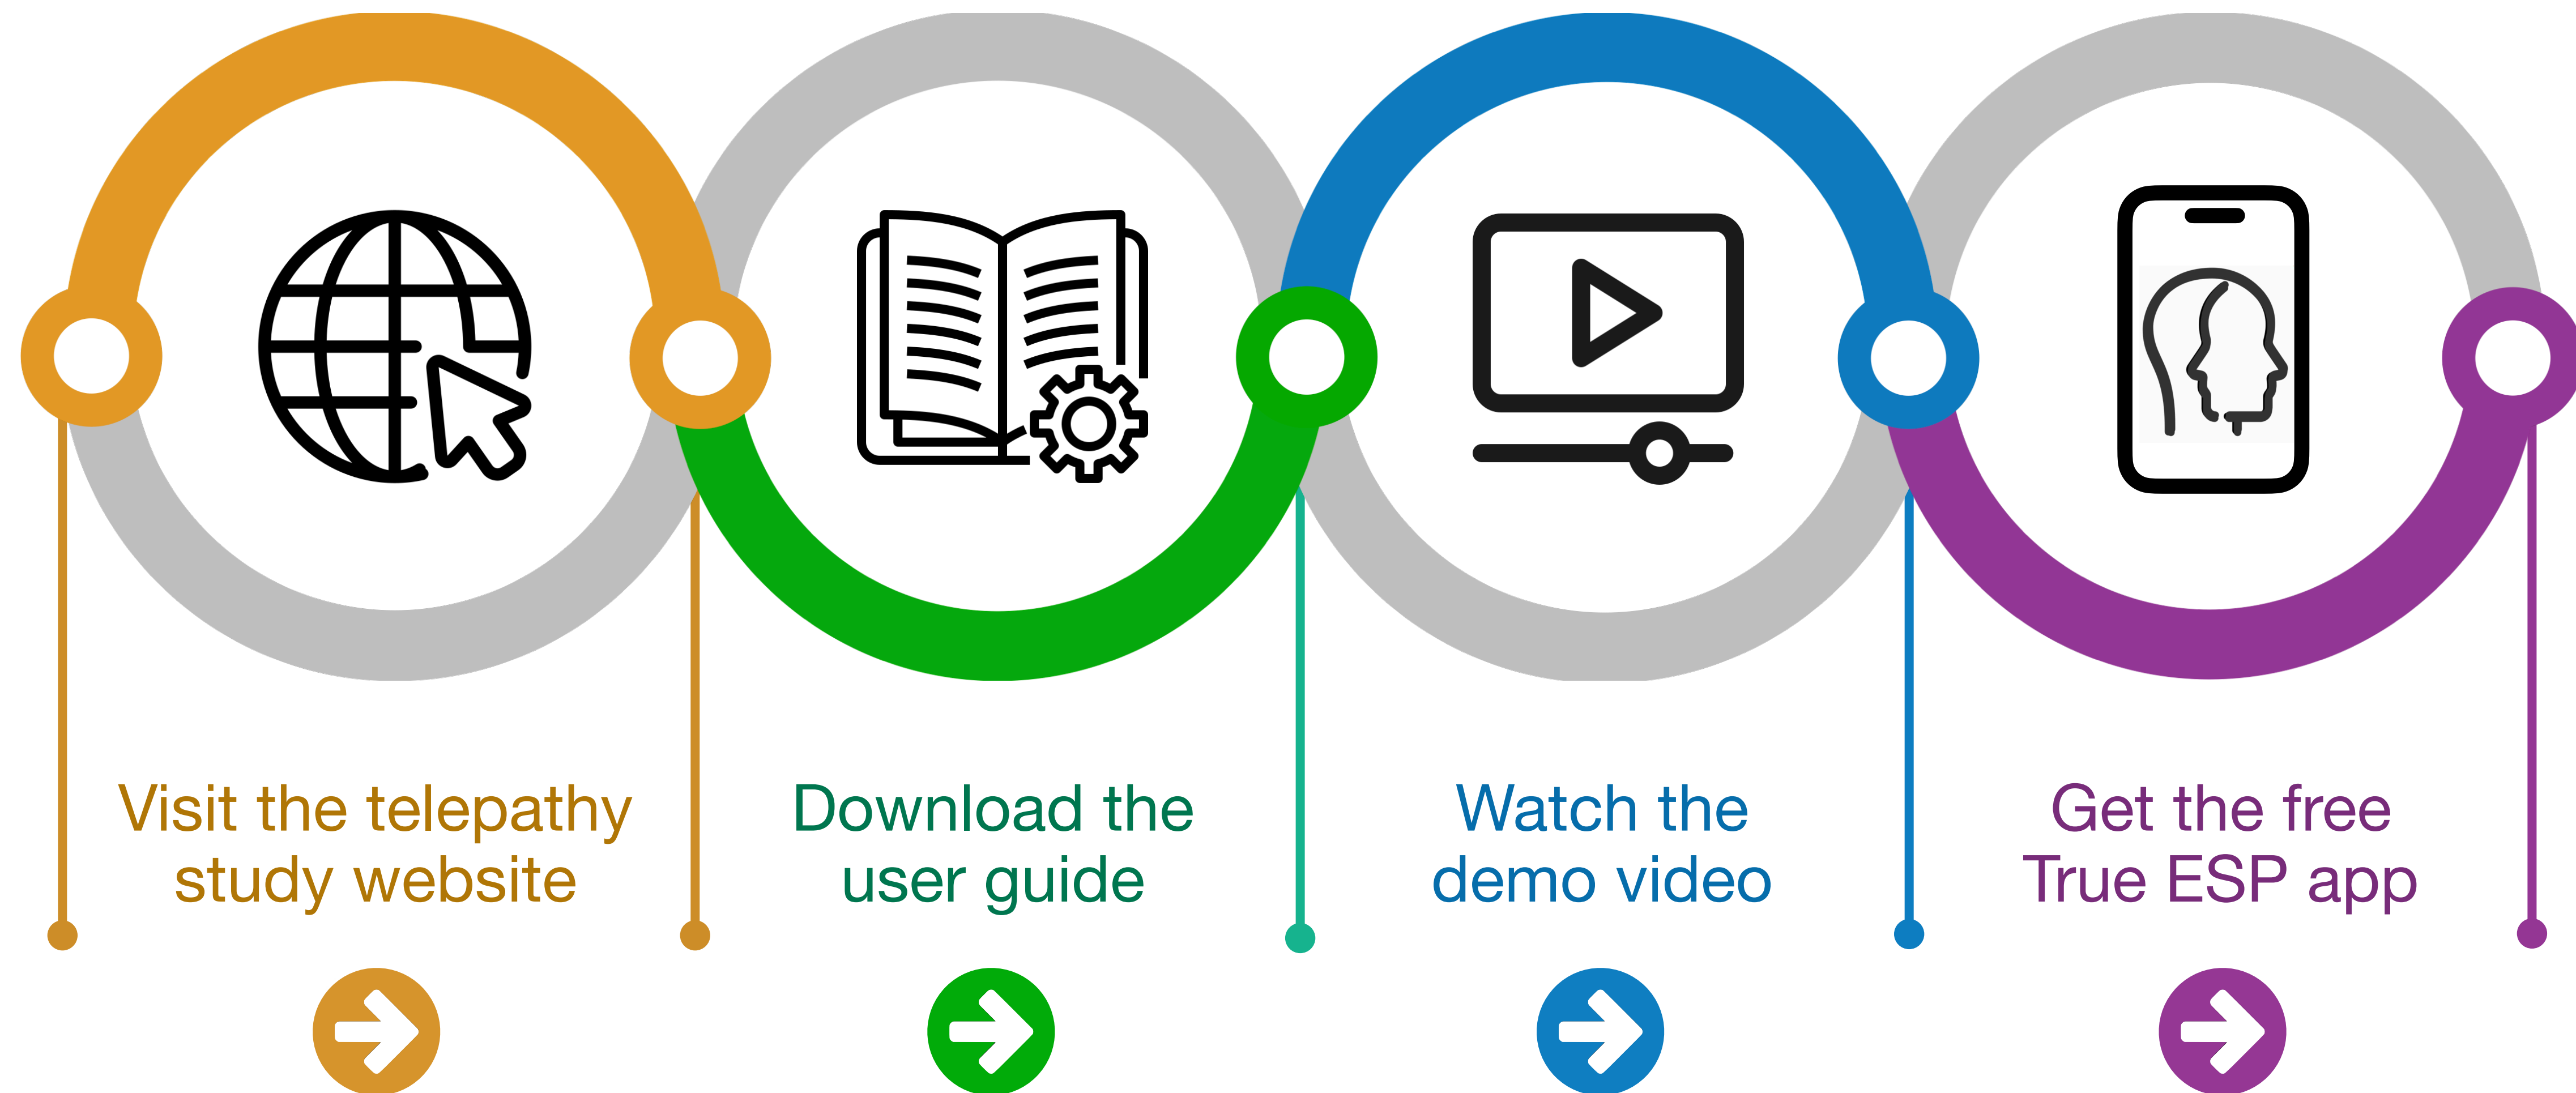 Visit the telepathy
study website
Download the
user guide
Watch the
demo video
Get the free
True ESP app